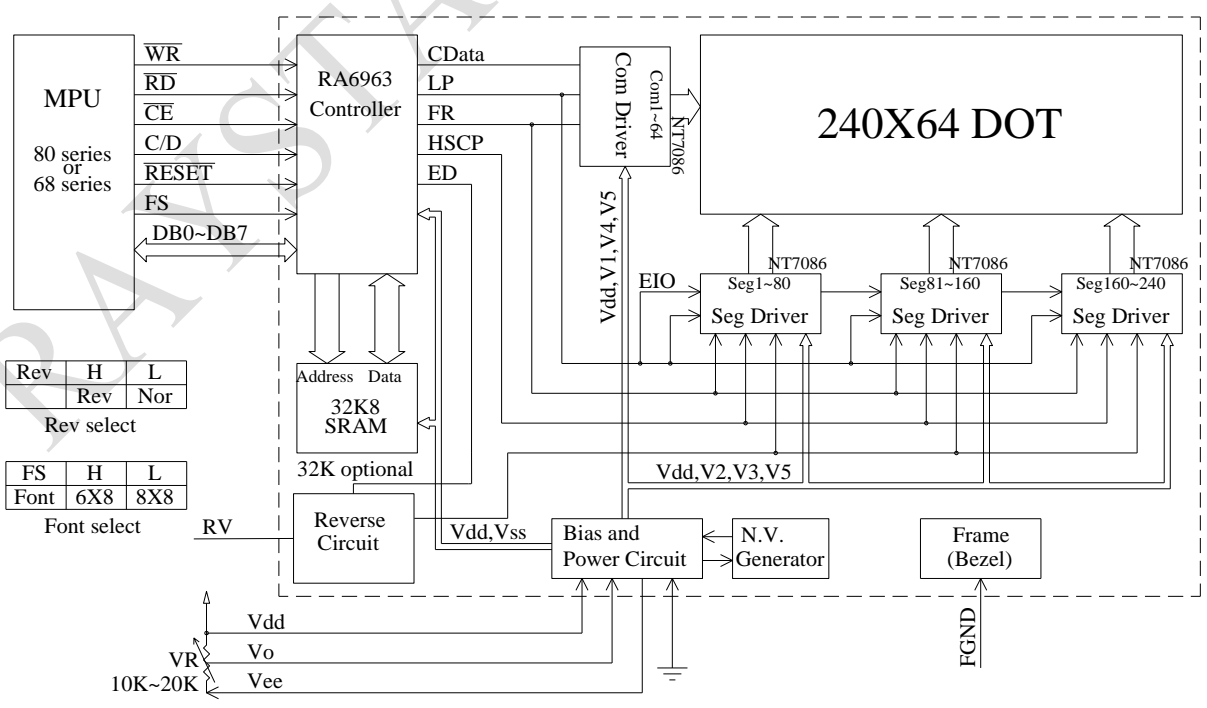 MPU
80 series
or
68 series
WR
RD
CE
C/D
RESET
FS
DB0~DB7
RA6963
Controller
CData
LP
FR
HSCP
ED
Com Driver
Com1~64
NT7086
240X64 DOT
Vdd,V1,V4,V5
EIO
NT7086
Seg1~80
Seg Driver
NT7086
Seg81~160
Seg Driver
NT7086
Seg160~240
Seg Driver
Address Data
32K8
SRAM
32K optional
Rev H L
Rev Nor
Rev select
FS H L
Font 6X8 8X8
Font select
RV
Reverse
Circuit
Vdd,Vss
Vdd,V2,V3,V5
Bias and
Power Circuit
N.V.
Generator
Frame
(Bezel)
FGND
Vdd
Vo
Vee
VR
10K~20K
RAYSTA